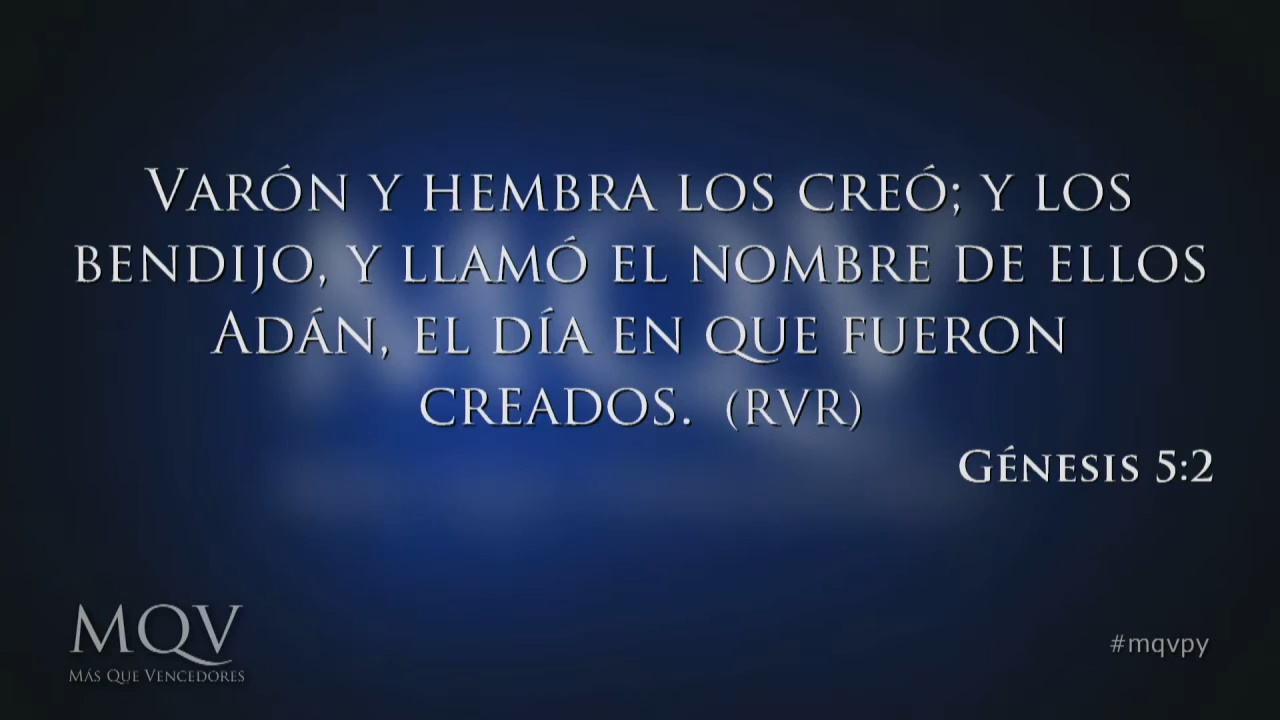 Varón y hembra los creó; y los
bendijo, y llamó el nombre de ellos
Adán, el día en que fueron
creados. (RVR)
Génesis 5:2
MQV
Más Que Vencedores
#mqvpy